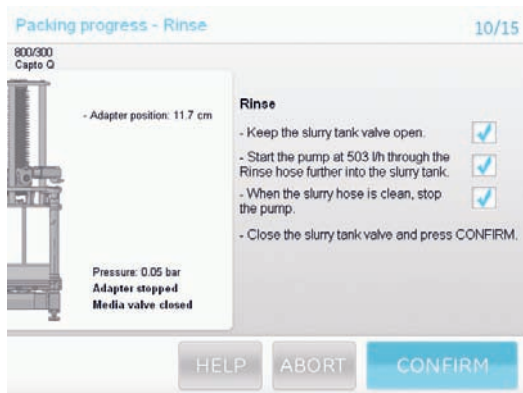 Packing progress - Rinse
10/15
800/300
Capto Q
- Adapter position: 11.7 cm
Rinse
- Keep the slurry tank valve open.
- Start the pump at 503 l/h through the
Rinse hose further into the slurry tank.
- When the slurry hose is clean, stop
the pump.
- Close the slurry tank valve and press CONFIRM.
Pressure: 0.05 bar
Adapter stopped
Media valve closed
HELP
ABORT
CONFIRM